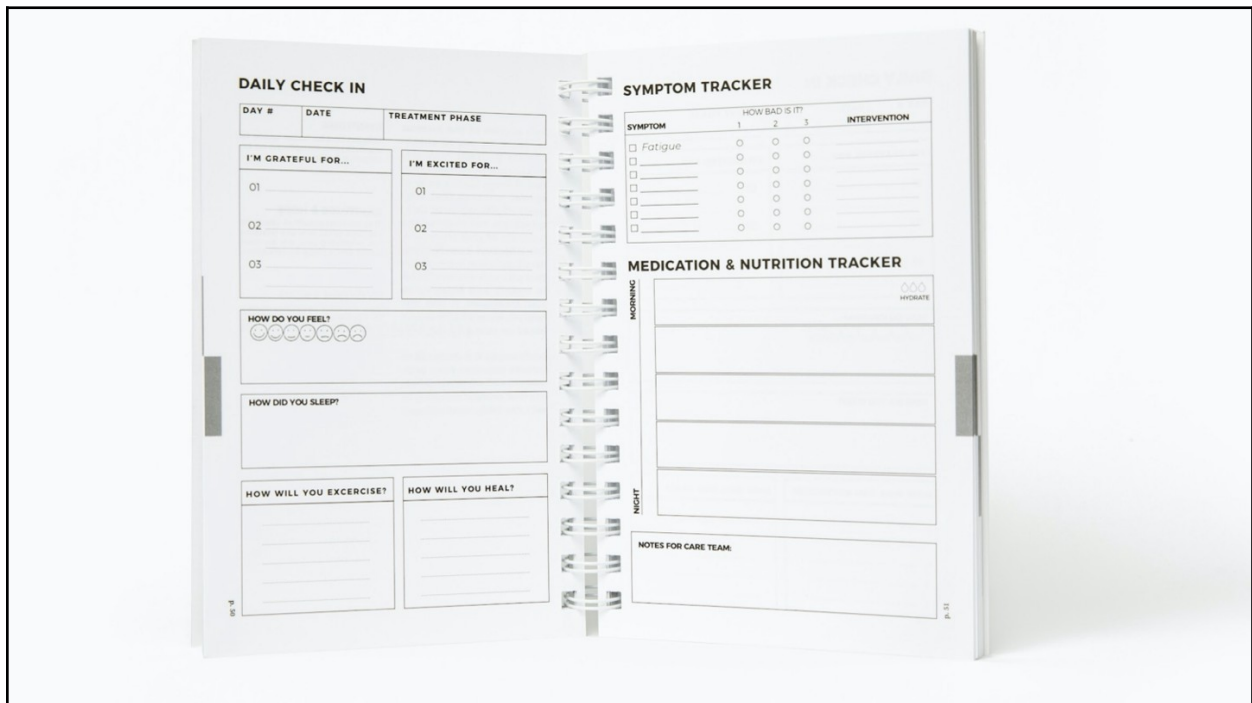 DAILY CHECK IN
DAY # DATE TREATMENT PHASE
I'M GRATEFUL FOR...
01
02
03
I'M EXCITED FOR...
01
02
03
HOW DO YOU FEEL?
HOW DID YOU SLEEP?
HOW WILL YOU EXCERCISE?
HOW WILL YOU HEAL?
p. 50
SYMPTOM TRACKER
HOW BAD IS IT?
SYMPTOM 1 2 3 INTERVENTION
Fatigue
MEDICATION & NUTRITION TRACKER
MORNING
HYDRATE
NIGHT
NOTES FOR CARE TEAM:
p. 51